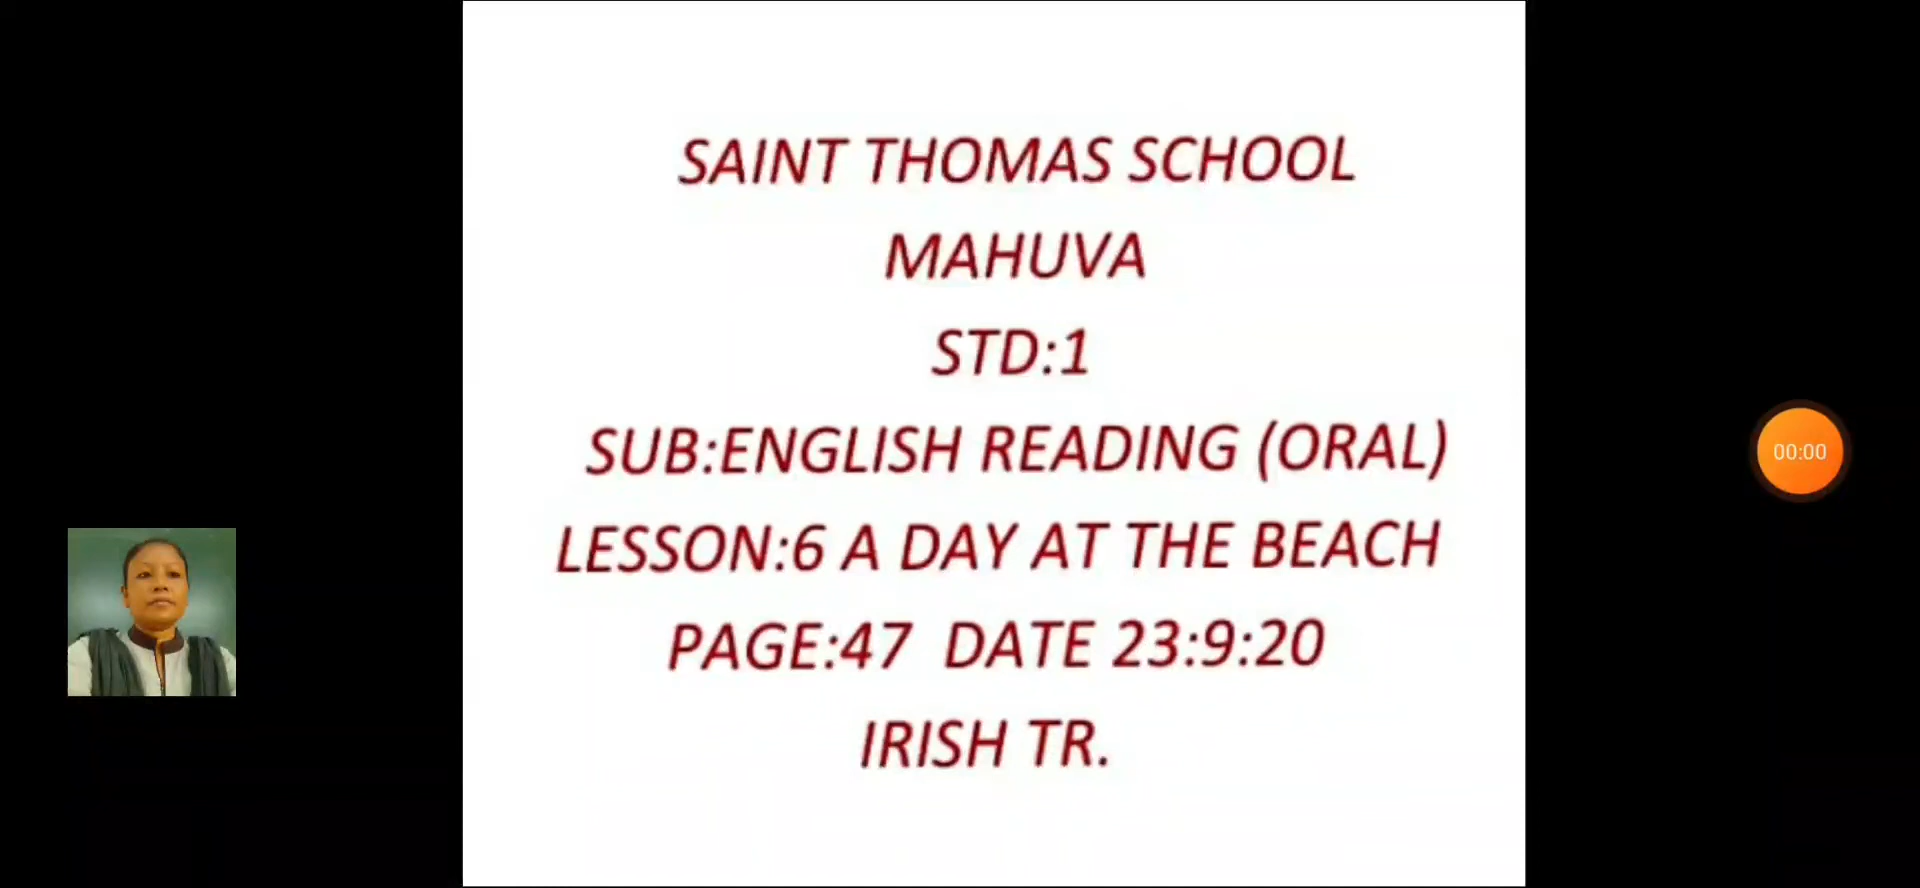 SAINT THOMAS SCHOOL
MAHUVA
STD:1
SUB:ENGLISH READING (ORAL)
LESSON:6 A DAY AT THE BEACH
PAGE:47 DATE 23:9:20
IRISH TR.
00:00